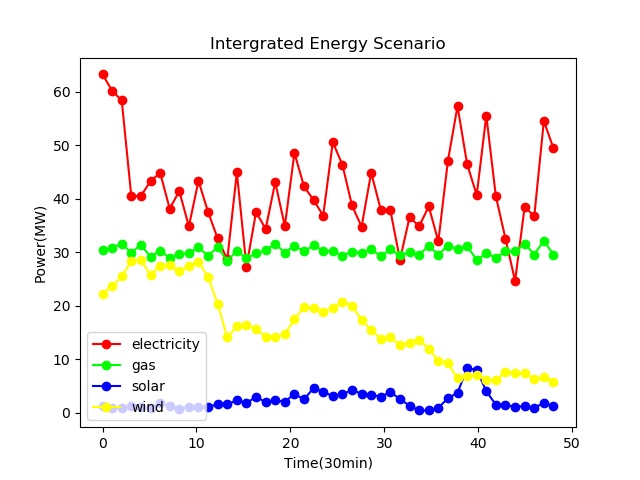 Intergrated Energy Scenario
Power(MW)
60
50
40
30
20
10
0
electricity
gas
solar
wind
0 10 20 30 40 50
Time(30min)